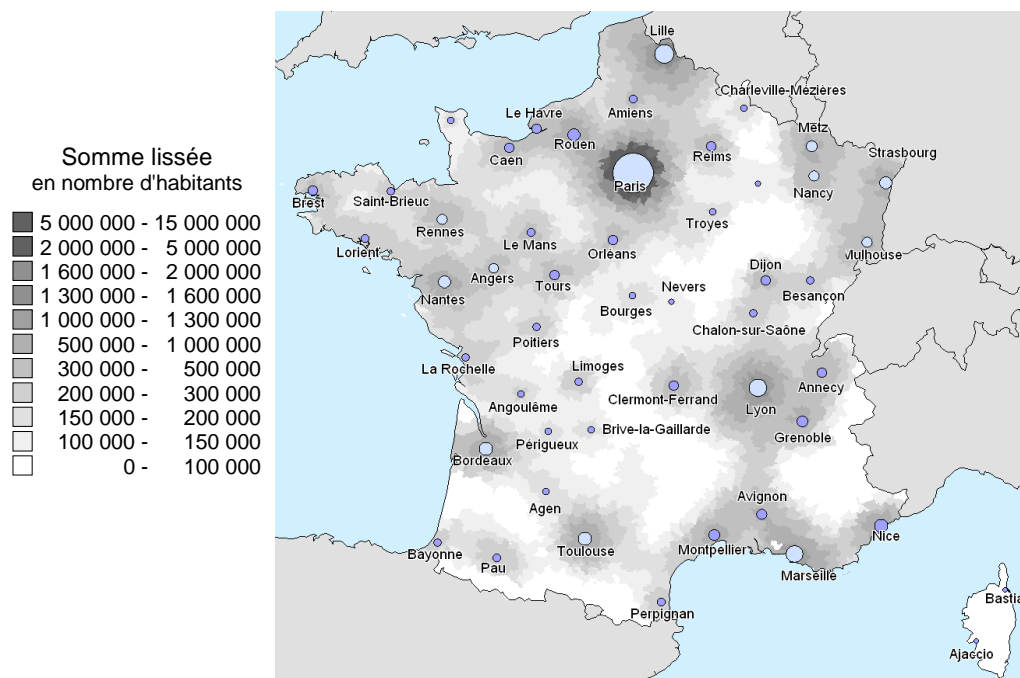 Somme lissée
en nombre d'habitants
5 000 000 - 15 000 000
2 000 000 - 5 000 000
1 600 000 - 2 000 000
1 300 000 - 1 600 000
1 000 000 - 1 300 000
500 000 - 1 000 000
300 000 - 500 000
200 000 - 300 000
150 000 - 200 000
100 000 - 150 000
0 - 100 000
Lille
Charleville-Mézières
Amiens
Le Havre
Rouen
Metz
Caen
Reims
Strasbourg
Paris
Nancy
Brest
Saint-Brieuc
Rennes
Troyes
Lorient
Le Mans
Orléans
Mulhouse
Angers
Dijon
Tours
Nevers
Besançon
Nantes
Bourges
Chalon-sur-Saône
Poitiers
La Rochelle
Limoges
Annecy
Clermont-Ferrand
Lyon
Angoulême
Brive-la-Gaillarde
Grenoble
Périgueux
Bordeaux
Avignon
Agen
Bayonne
Toulouse
Montpellier
Nice
Pau
Marseille
Bastia
Perpignan
Ajaccio